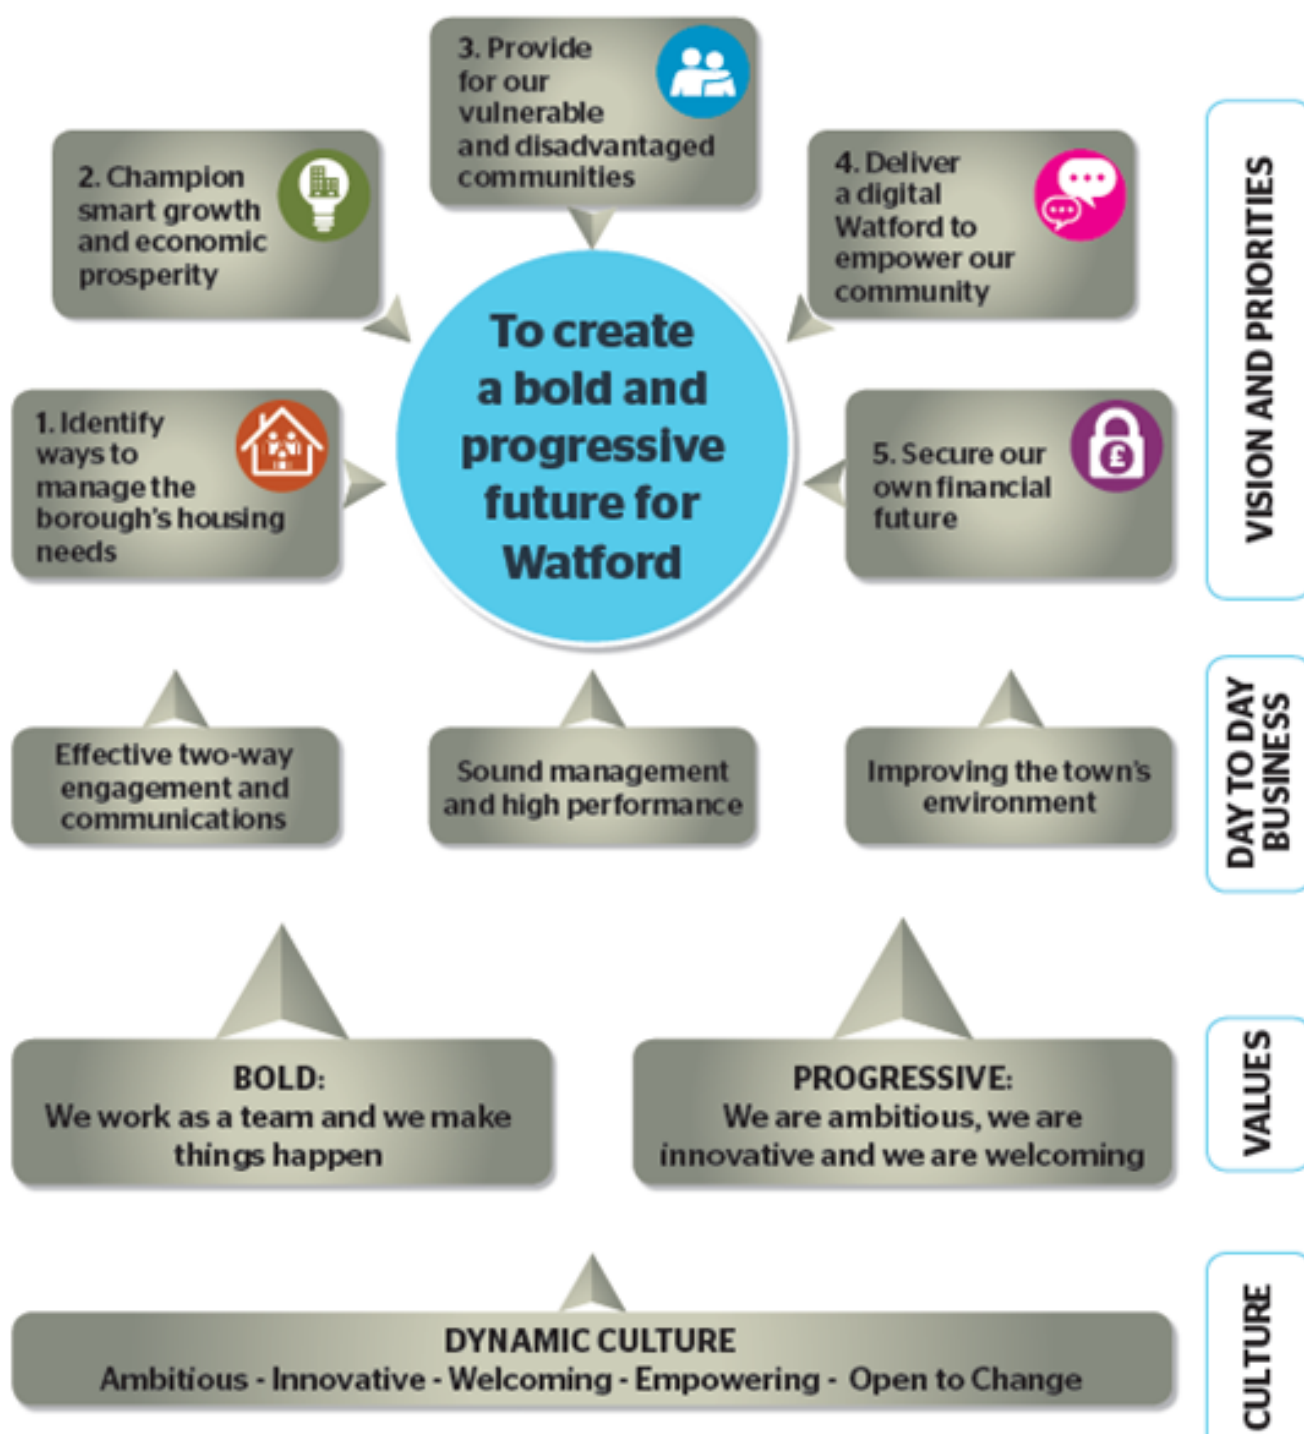 3. Provide
for our
vulnerable
and disadvantaged
communities
2. Champion
smart growth
and economic
prosperity
4. Deliver
a digital
Watford to
empower our
community
1. Identify
ways to
manage the
borough's housing
needs
To create
a bold and
progressive
future for
Watford
5. Secure our
own financial
future
£
VISION AND PRIORITIES
Effective two-way
engagement and
communications
Sound management
and high performance
Improving the town's
environment
DAY TO DAY
BUSINESS
BOLD:
We work as a team and we make
things happen
PROGRESSIVE:
We are ambitious, we are
innovative and we are welcoming
VALUES
DYNAMIC CULTURE
Ambitious - Innovative - Welcoming - Empowering - Open to Change
CULTURE